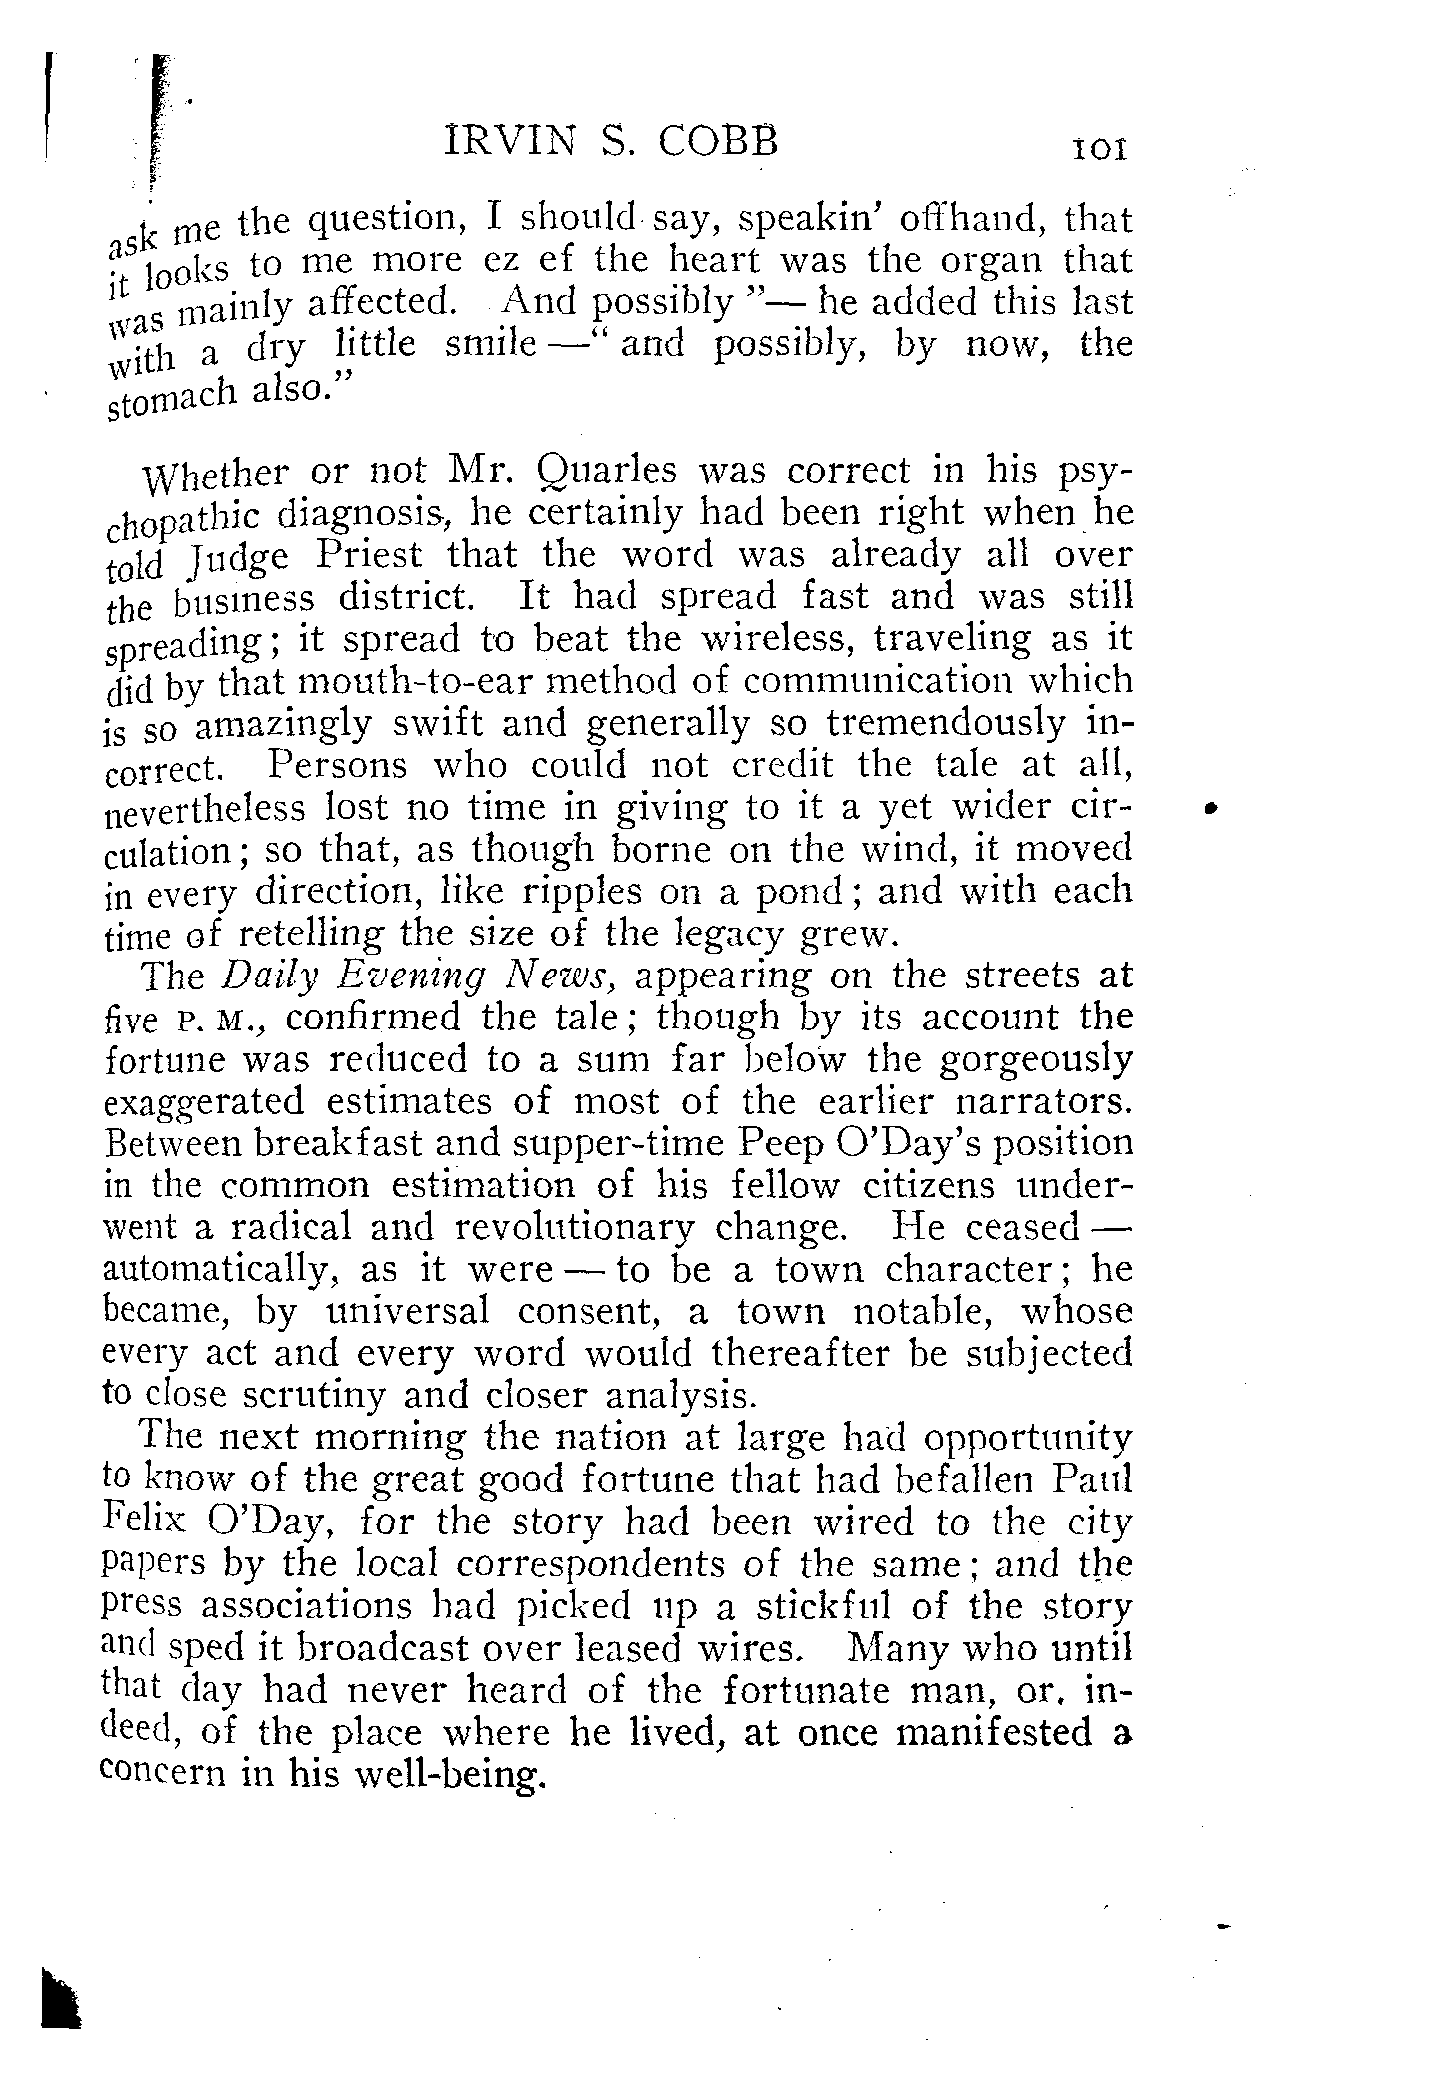 IRVIN S. COBB 101
ask me the question, I should say, speakin' offhand, that
it looks to me more ez ef the heart was the organ that
was mainly affected. And possibly "— he added this last
with a dry little smile —" and possibly, by now, the
stomach also."
Whether or not Mr. Quarles was correct in his psy-
chopathic diagnosis, he certainly had been right when he
told Judge Priest that the word was already all over
the business district. It had spread fast and was still
spreading; it spread to beat the wireless, traveling as it
did by that mouth-to-ear method of communication which
is so amazingly swift and generally so tremendously in-
correct. Persons who could not credit the tale at all,
nevertheless lost no time in giving to it a yet wider cir-
culation; so that, as though borne on the wind, it moved
in every direction, like ripples on a pond; and with each
time of retelling the size of the legacy grew.
The Daily Evening News, appearing on the streets at
five P. M., confirmed the tale; though by its account the
fortune was reduced to a sum far below the gorgeously
exaggerated estimates of most of the earlier narrators.
Between breakfast and supper-time Peep O'Day's position
in the common estimation of his fellow citizens under-
went a radical and revolutionary change. He ceased —
automatically, as it were — to be a town character; he
became, by universal consent, a town notable, whose
every act and every word would thereafter be subjected
to close scrutiny and closer analysis.
The next morning the nation at large had opportunity
to know of the great good fortune that had befallen Paul
Felix O'Day, for the story had been wired to the city
papers by the local correspondents of the same; and the
press associations had picked up a stickful of the story
and sped it broadcast over leased wires. Many who until
that day had never heard of the fortunate man, or, in-
deed, of the place where he lived, at once manifested a
concern in his well-being.